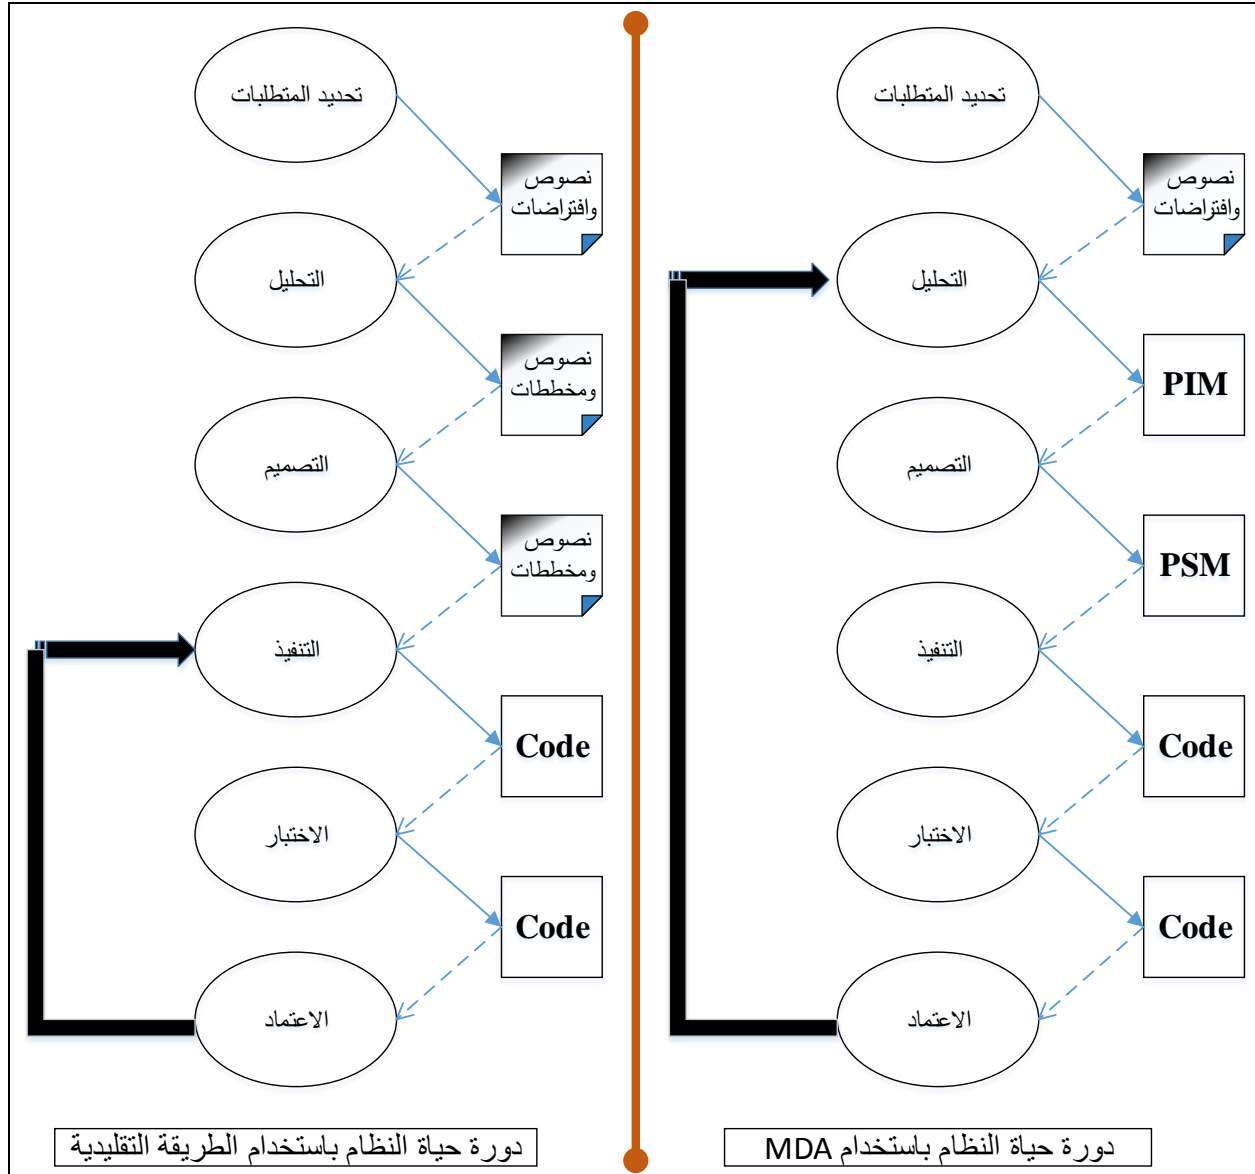 تحديد المتطلبات
نصوص
وافتراضات
التحليل
PIM
التصميم
PSM
التنفيذ
Code
الاختبار
Code
الاعتماد
دورة حياة النظام باستخدام MDA
تحديد المتطلبات
نصوص
وافتراضات
التحليل
نصوص
ومخططات
التصميم
نصوص
ومخططات
التنفيذ
Code
الاختبار
Code
الاعتماد
دورة حياة النظام باستخدام الطريقة التقليدية